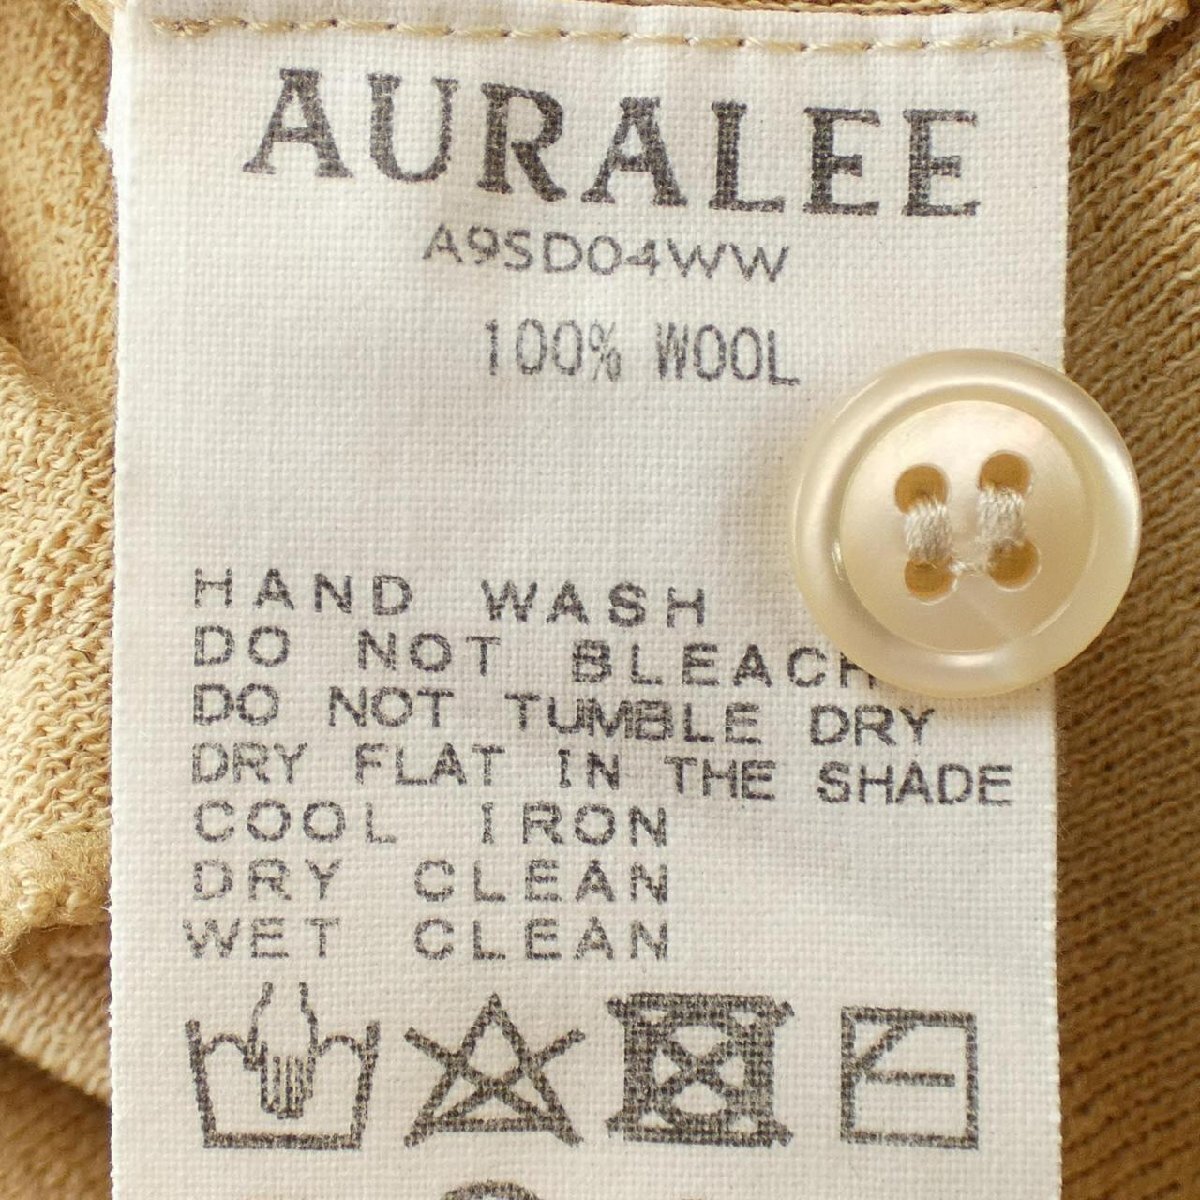 AURALEE
A9SD04WW
100% WOOL
HAND WASH
DO NOT BLEACH
DO NOT TUMBLE DRY
DRY FLAT IN THE SHADE
COOL IRON
DRY CLEAN
WET CLEAN